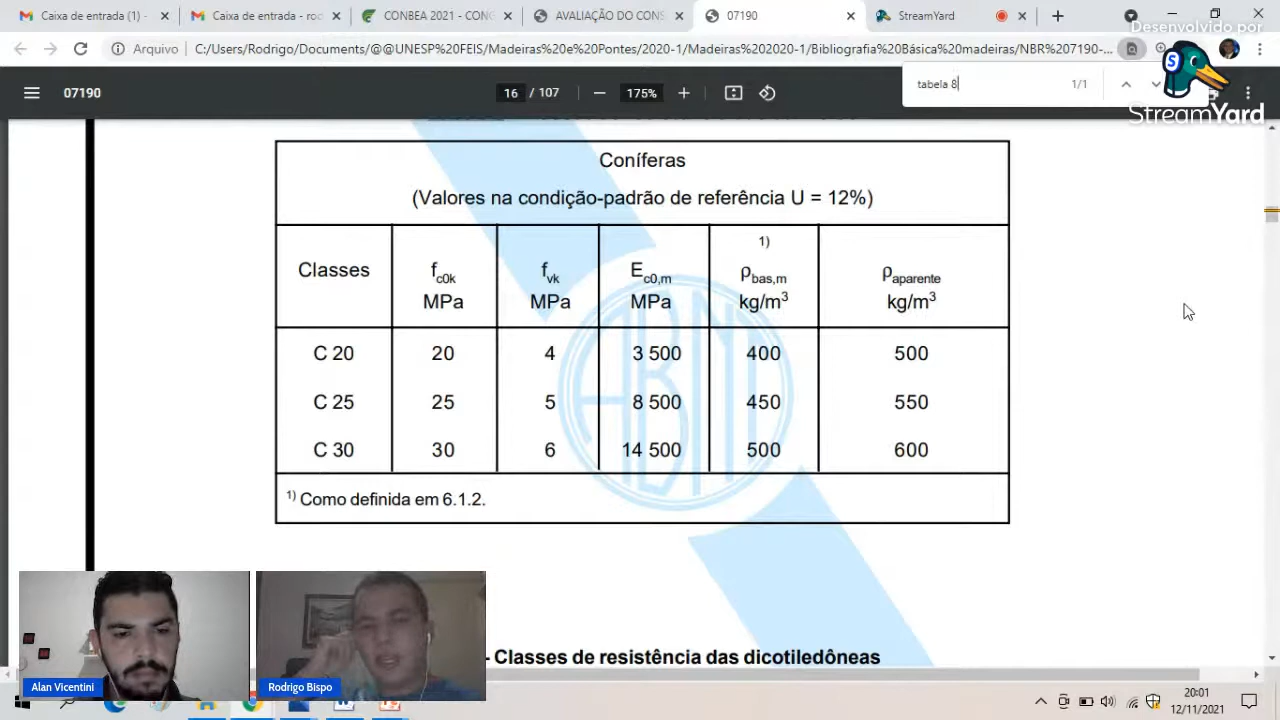 Caixa de entrada (1)
Caixa de entrada - roc
CONBEA 2021 - CONG
AVALIAÇÃO DO CONS
07190
StreamYard
Desenvolvido por
Arquivo
C:/Users/Rodrigo/Documents/@@UNESP%20FEIS/Madeiras%20e%20Pontes/2020-1/Madeiras%202020-1/Bibliografia%20Básica%20madeiras/NBR%207190-...
S
StreamYard
07190
16 / 107
175%
tabela 8
1/1
Coníferas
(Valores na condição-padrão de referência U = 12%)
Classes fc0k MPa fvk MPa Ec0,m MPa 1) ρbas,m kg/m3 ρaparente kg/m3
C 20 20 4 3 500 400 500
C 25 25 5 8 500 450 550
C 30 30 6 14 500 500 600
1) Como definida em 6.1.2.
ABNT
- Classes de resistência das dicotiledôneas
Alan Vicentini
Rodrigo Bispo
20:01
12/11/2021